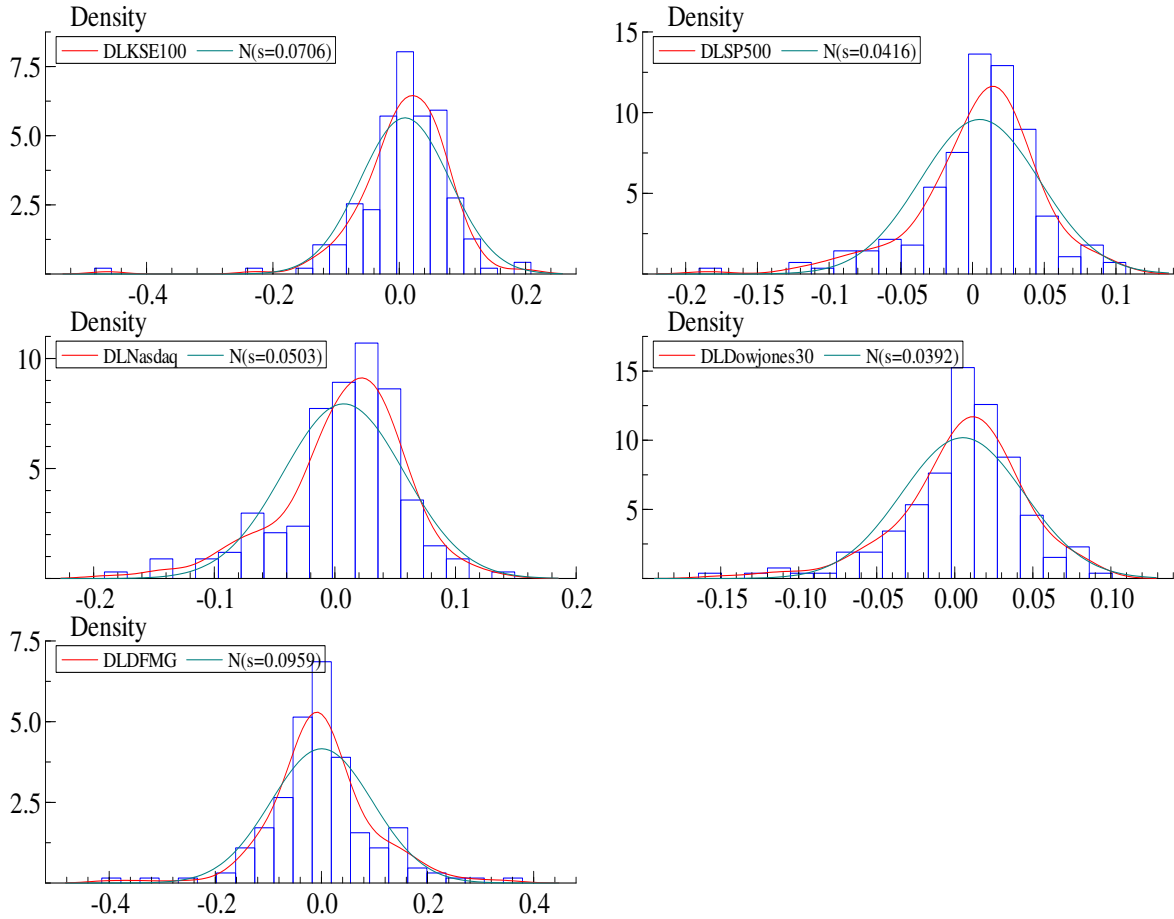 Density
DLKSE100 N(s=0.0706)
7.5
5.0
2.5
-0.4 -0.2 0.0 0.2
Density
15
DLSP500 N(s=0.0416)
10
5
-0.2 -0.15 -0.1 -0.05 0 0.05 0.1
Density
DLNasdaq N(s=0.0503)
10
5
-0.2 -0.1 0.0 0.1 0.2
Density
DLDowjones30 N(s=0.0392)
15
10
5
-0.15 -0.10 -0.05 0.00 0.05 0.10
Density
7.5
DLDFMG N(s=0.0959)
5.0
2.5
-0.4 -0.2 0.0 0.2 0.4